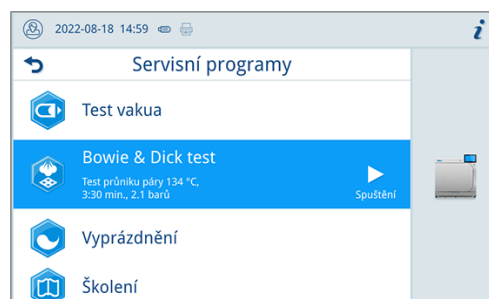 2022-08-18 14:59
i
Servisní programy
Test vakua
Bowie & Dick test
Test průniku páry 134 °C,
3:30 min., 2.1 barů
Spuštění
Vyprázdnění
Školení